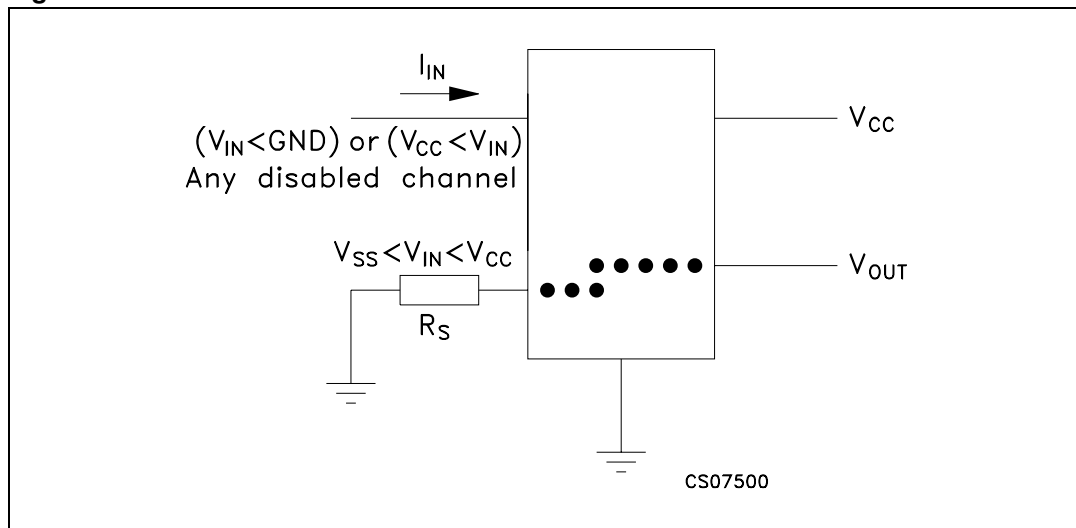 I_IN
(V_IN<GND) or (V_CC<V_IN)
Any disabled channel
V_CC
V_SS<V_IN<V_CC
V_OUT
R_S
CS07500